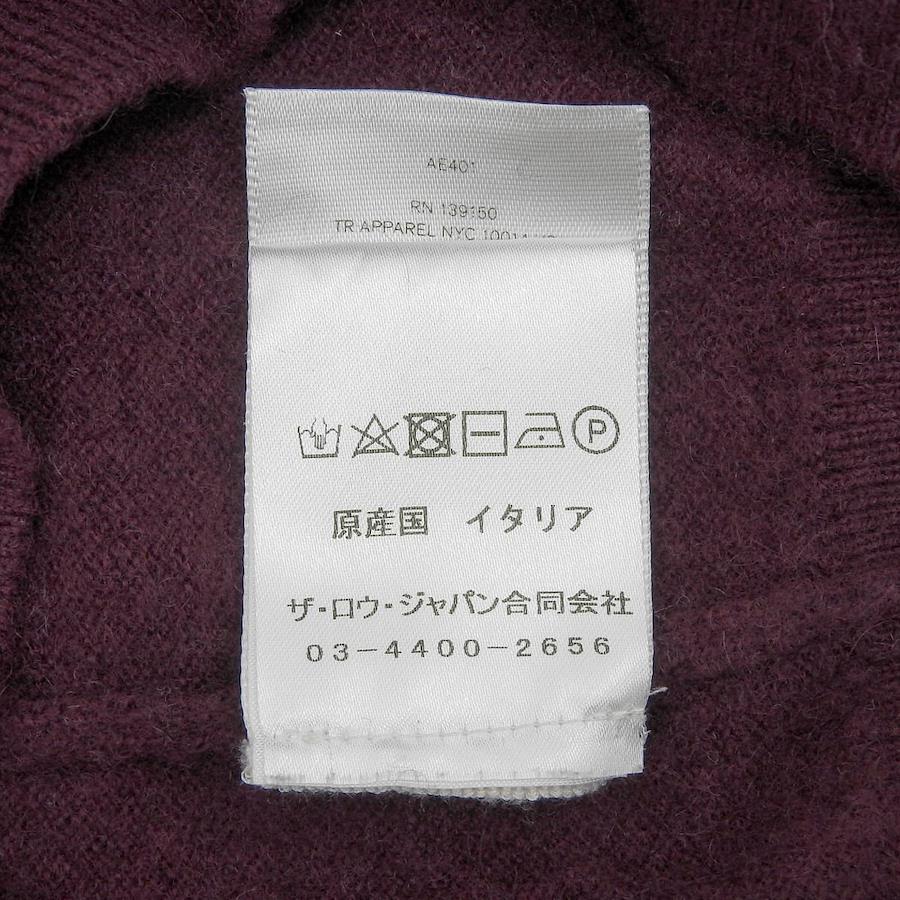 AE401
RN 139150
TR APPAREL NYC 10014
P
原産国 イタリア
ザ・ロウ・ジャパン合同会社
03-4400-2656